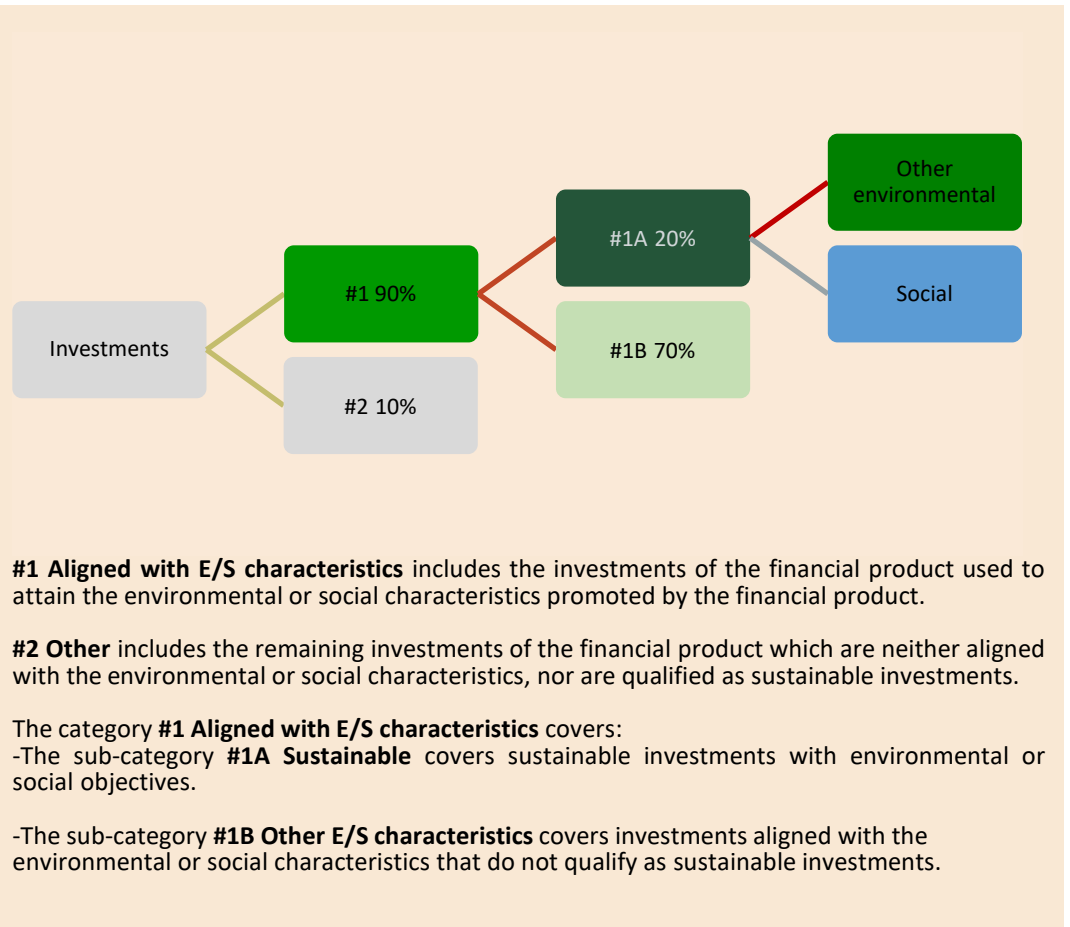 Other
environmental
#1A 20%
#1 90%
Social
Investments
#1B 70%
#2 10%
#1 Aligned with E/S characteristics includes the investments of the financial product used to
attain the environmental or social characteristics promoted by the financial product.
#2 Other includes the remaining investments of the financial product which are neither aligned
with the environmental or social characteristics, nor are qualified as sustainable investments.
The category #1 Aligned with E/S characteristics covers:
-The sub-category #1A Sustainable covers sustainable investments with environmental or
social objectives.
-The sub-category #1B Other E/S characteristics covers investments aligned with the
environmental or social characteristics that do not qualify as sustainable investments.